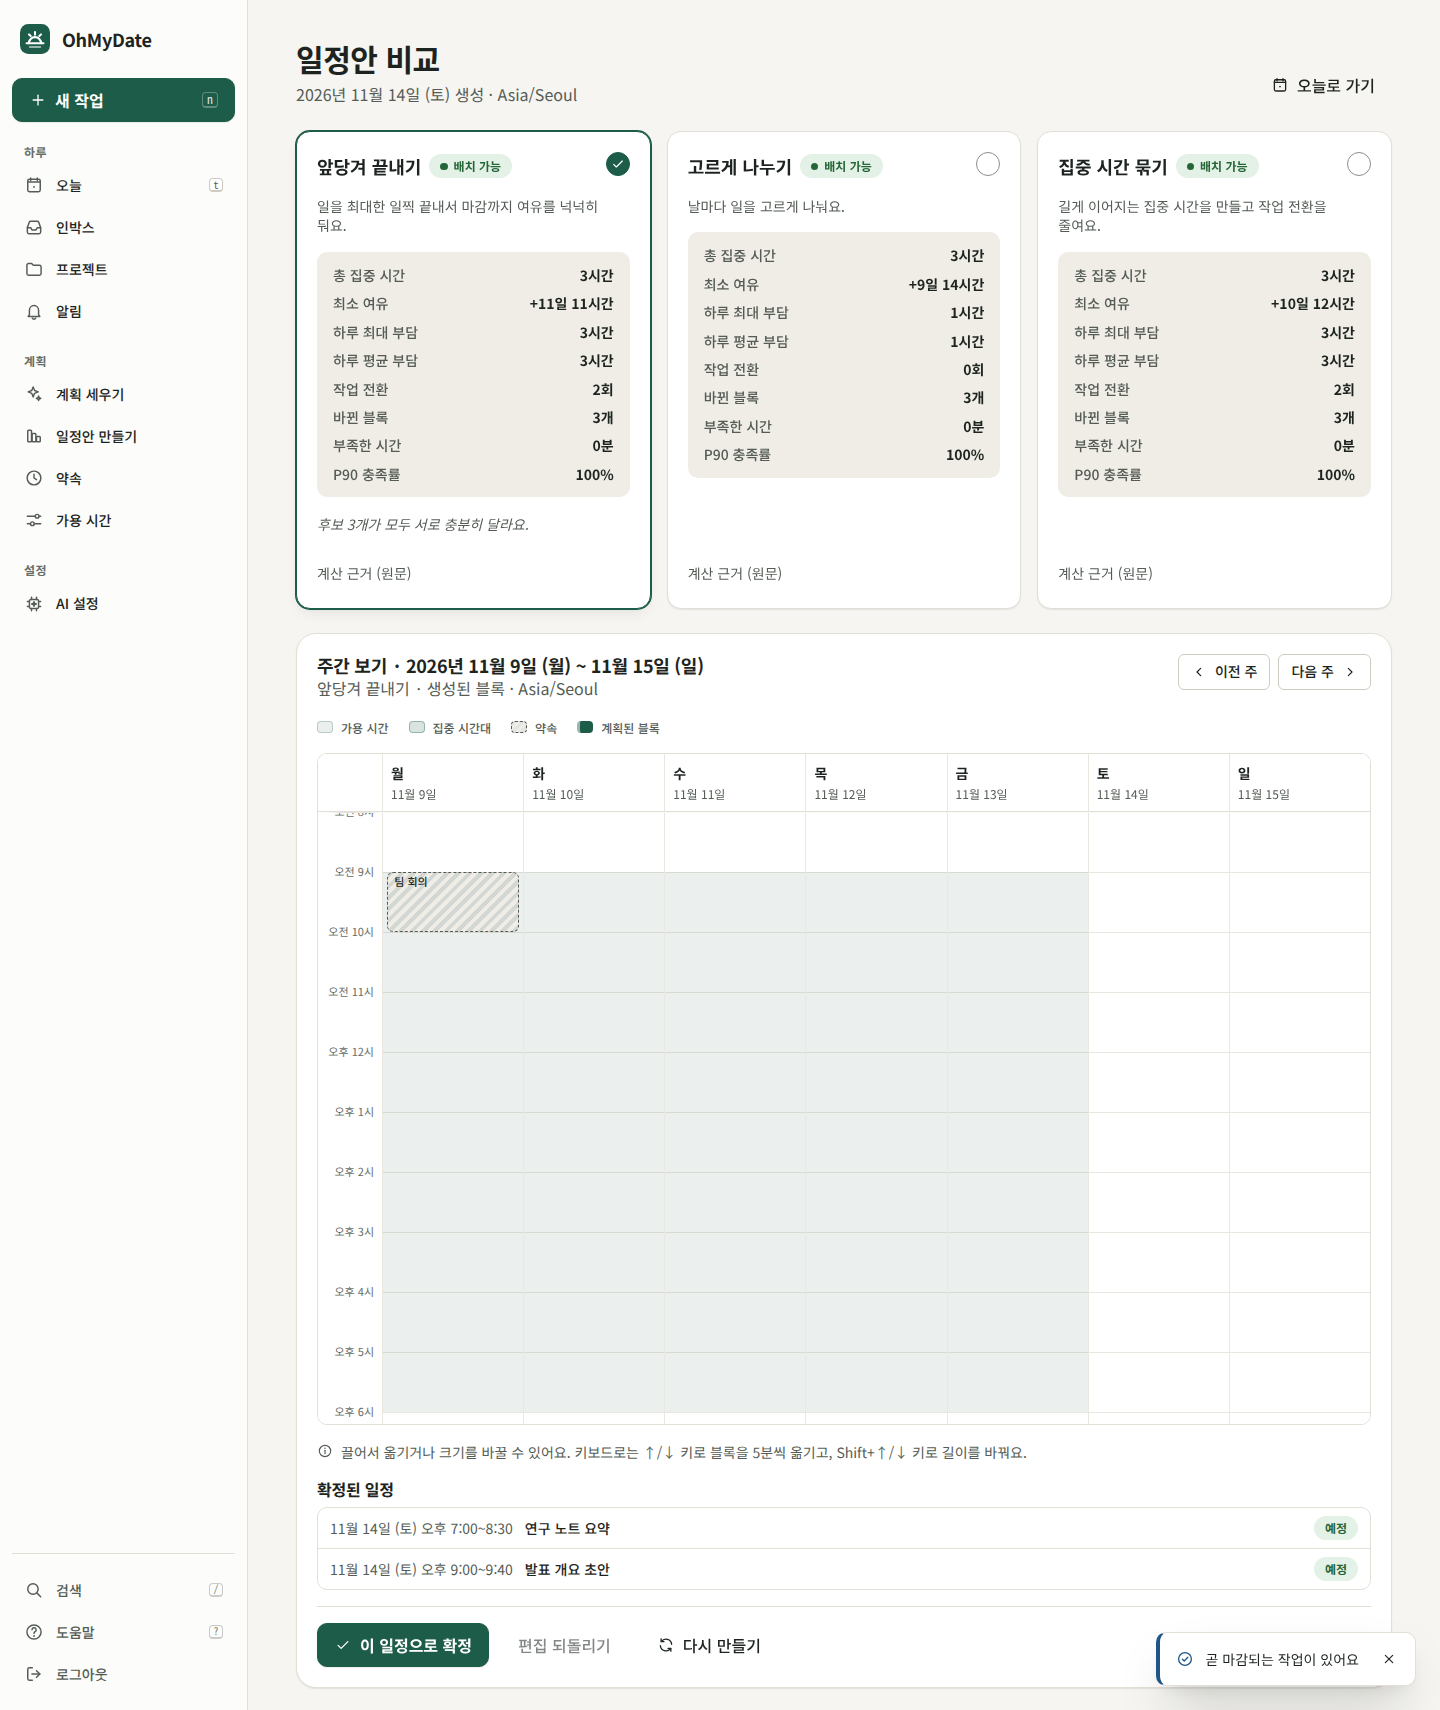 OhMyDate
새 작업 n
하루
오늘 t
인박스
프로젝트
알림
계획
계획 세우기
일정안 만들기
약속
가용 시간
설정
AI 설정
검색 /
도움말 ?
로그아웃
일정안 비교
2026년 11월 14일 (토) 생성 · Asia/Seoul
오늘로 가기
앞당겨 끝내기 배치 가능
일을 최대한 일찍 끝내서 마감까지 여유를 넉넉히
둬요.
총 집중 시간 3시간
최소 여유 +11일 11시간
하루 최대 부담 3시간
하루 평균 부담 3시간
작업 전환 2회
바뀐 블록 3개
부족한 시간 0분
P90 충족률 100%
후보 3개가 모두 서로 충분히 달라요.
계산 근거 (원문)
고르게 나누기 배치 가능
날마다 일을 고르게 나눠요.
총 집중 시간 3시간
최소 여유 +9일 14시간
하루 최대 부담 1시간
하루 평균 부담 1시간
작업 전환 0회
바뀐 블록 3개
부족한 시간 0분
P90 충족률 100%
계산 근거 (원문)
집중 시간 묶기 배치 가능
길게 이어지는 집중 시간을 만들고 작업 전환을
줄여요.
총 집중 시간 3시간
최소 여유 +10일 12시간
하루 최대 부담 3시간
하루 평균 부담 3시간
작업 전환 2회
바뀐 블록 3개
부족한 시간 0분
P90 충족률 100%
계산 근거 (원문)
주간 보기 · 2026년 11월 9일 (월) ~ 11월 15일 (일)
앞당겨 끝내기 · 생성된 블록 · Asia/Seoul
이전 주
다음 주
가용 시간 집중 시간대 약속 계획된 블록
월 화 수 목 금 토 일
11월 9일 11월 10일 11월 11일 11월 12일 11월 13일 11월 14일 11월 15일
오전 8시
오전 9시
팀 회의
오전 10시
오전 11시
오후 12시
오후 1시
오후 2시
오후 3시
오후 4시
오후 5시
오후 6시
끌어서 옮기거나 크기를 바꿀 수 있어요. 키보드로는 ↑/↓ 키로 블록을 5분씩 옮기고, Shift+↑/↓ 키로 길이를 바꿔요.
확정된 일정
11월 14일 (토) 오후 7:00~8:30 연구 노트 요약 예정
11월 14일 (토) 오후 9:00~9:40 발표 개요 초안 예정
이 일정으로 확정
편집 되돌리기
다시 만들기
곧 마감되는 작업이 있어요